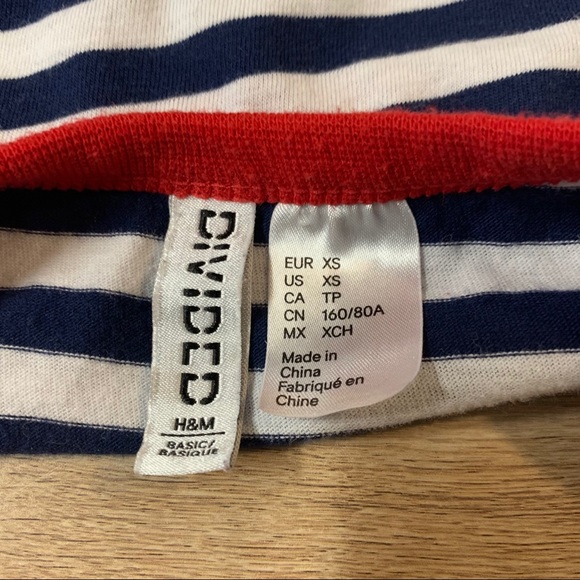 DIVIDED
H&M
BASIC/
BASIQUE
EUR XS
US XS
CA TP
CN 160/80A
MX XCH
Made in
China
Fabriqué en
Chine